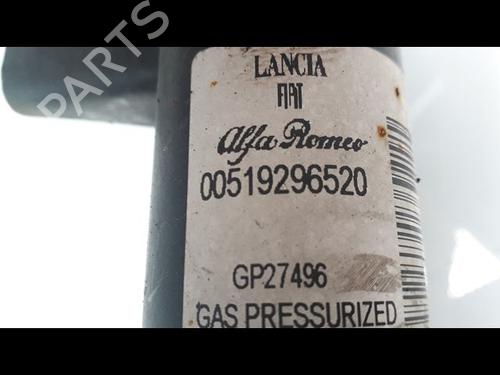 PARTS
LANCIA
FIAT
Alfa Romeo
00519296520
GP27496
GAS PRESSURIZED